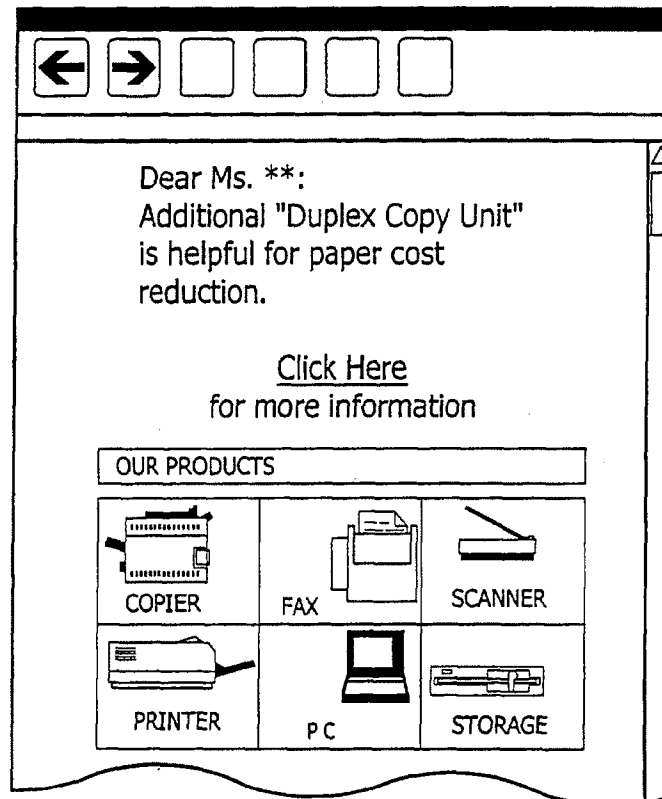 Dear Ms. **:
Additional "Duplex Copy Unit"
is helpful for paper cost
reduction.
Click Here
for more information
OUR PRODUCTS
COPIER
FAX
SCANNER
PRINTER
PC
STORAGE